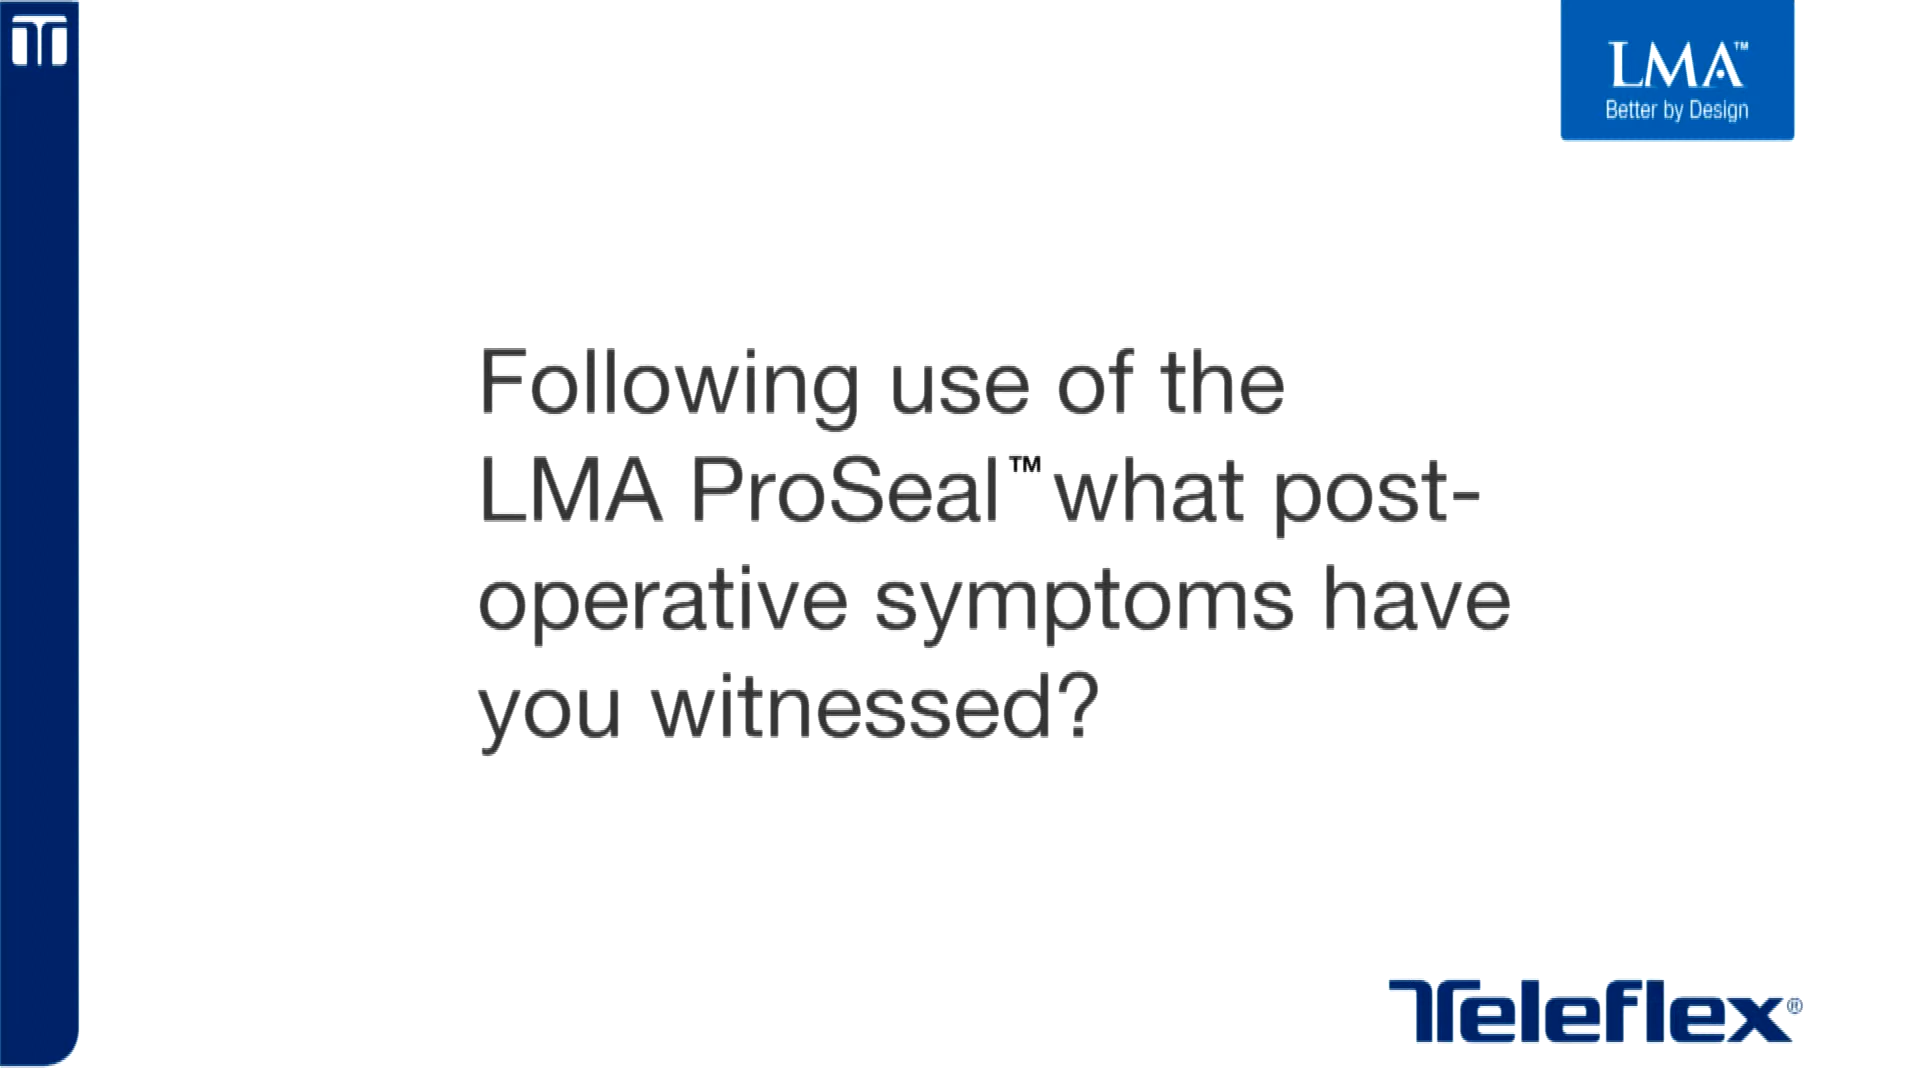 LMA™
Better by Design
Following use of the
LMA ProSeal™ what post-
operative symptoms have
you witnessed?
Teleflex®